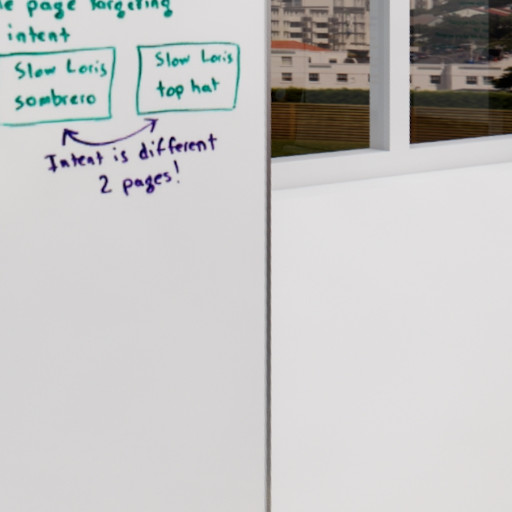 page Targeting
intent
Slow Loris
sombrero
Slow Loris
top hat
Intent is different
2 pages!